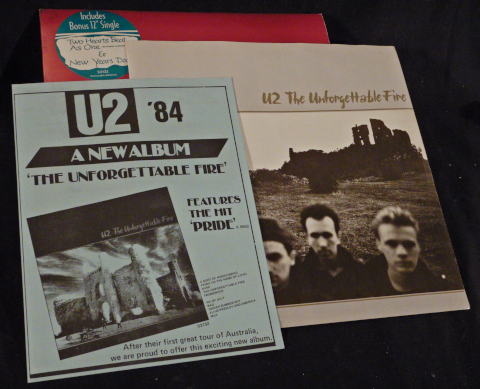 Includes
Bonus 12" Single
Two Hearts Beat
As One
&
New Years Da
U2. The Unforgettable Fire
U2 '84
A NEW ALBUM
'THE UNFORGETTABLE FIRE'
FEATURES
THE HIT
'PRIDE'
U2. The Unforgettable Fire
After their first great tour of Australia,
we are proud to offer this exciting new album.